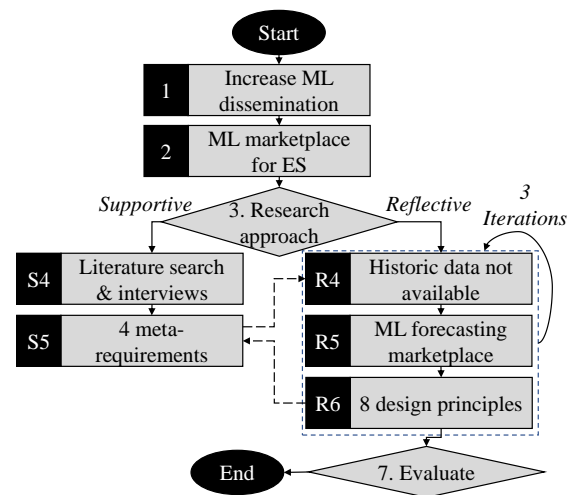 Start
1
Increase ML
dissemination
2
ML marketplace
for ES
3. Research
approach
Supportive
Reflective
3
Iterations
S4
Literature search
& interviews
S5
4 meta-
requirements
R4
Historic data not
available
R5
ML forecasting
marketplace
R6
8 design principles
7. Evaluate
End